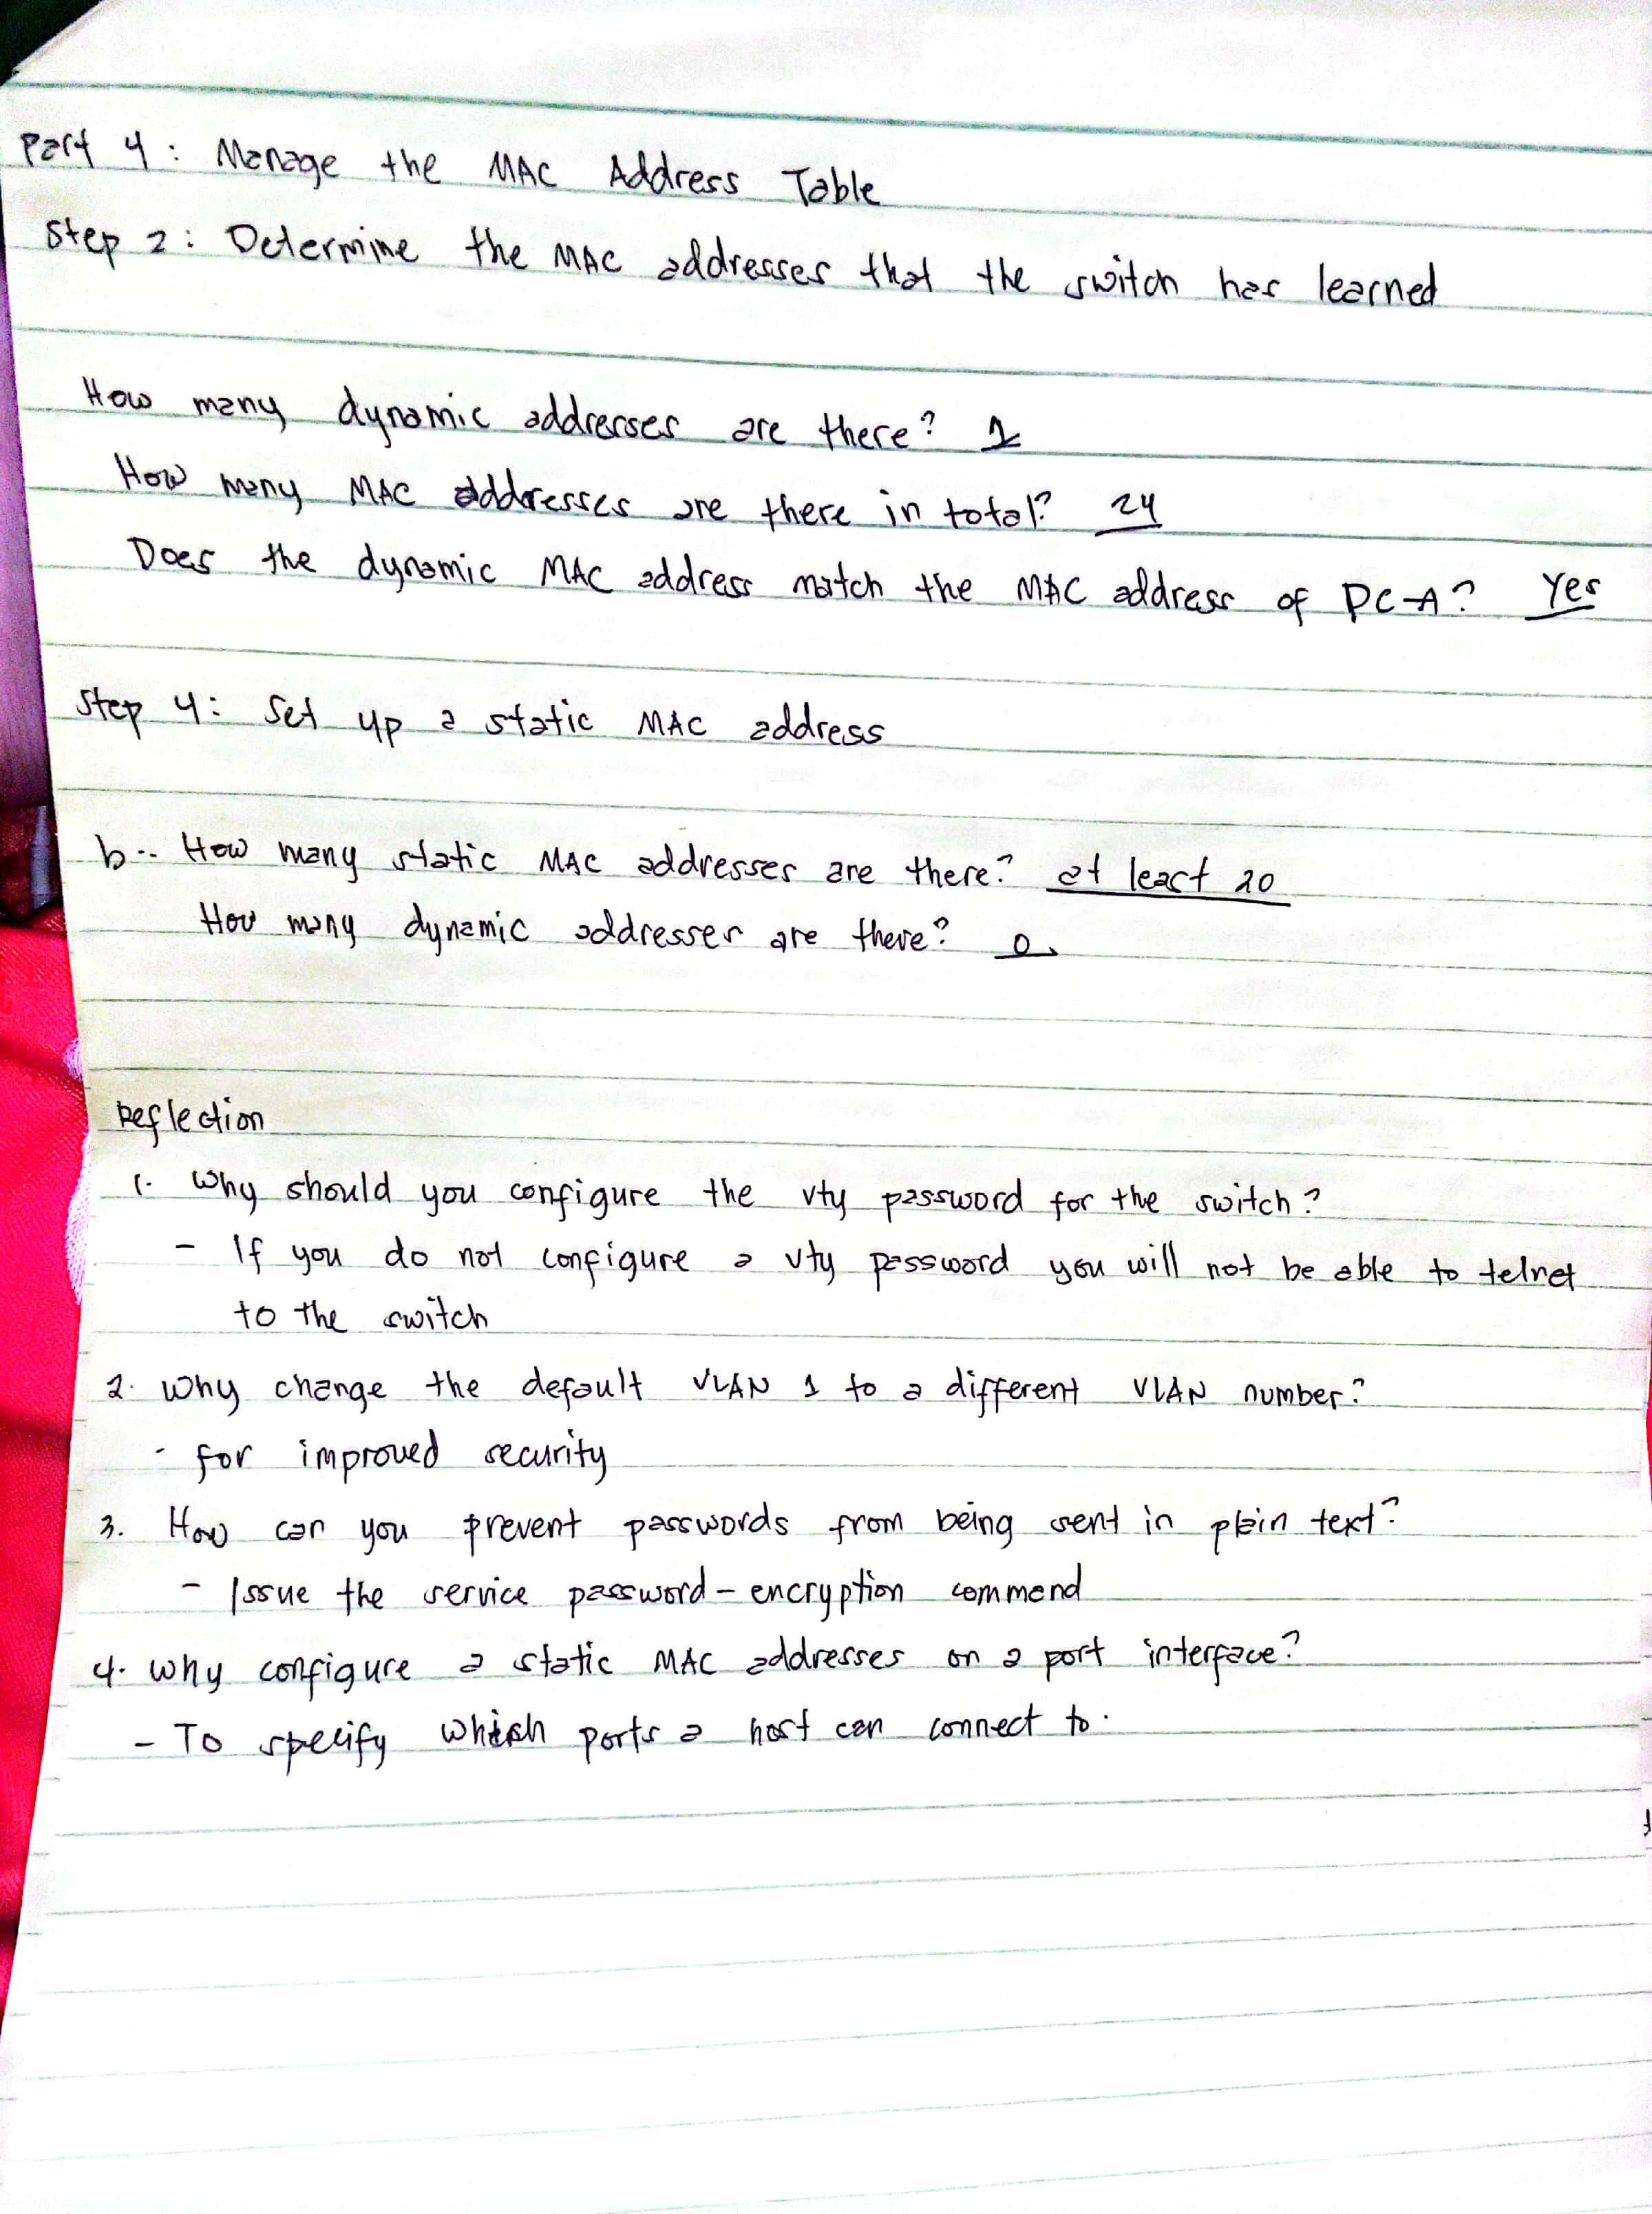 Part 4 : Manage the MAC Address Table
Step 2 : Determine the MAC addresses that the switch has learned
How many dynamic addresses are there? 1
How many MAC addresses are there in total? 24
Does the dynamic MAC address match the MAC address of PC-A? Yes
Step 4 : Set up a static MAC address
b.. How many static MAC addresses are there? at least 20
How many dynamic addresses are there? 0
Reflection
1. Why should you configure the vty password for the switch?
- If you do not configure a vty password you will not be able to telnet
to the switch
2. Why change the default VLAN 1 to a different VLAN number?
- for improved security
3. How can you prevent passwords from being sent in plain text?
- Issue the service password - encryption command
4. Why configure a static MAC addresses on a port interface?
- To specify which ports a host can connect to.